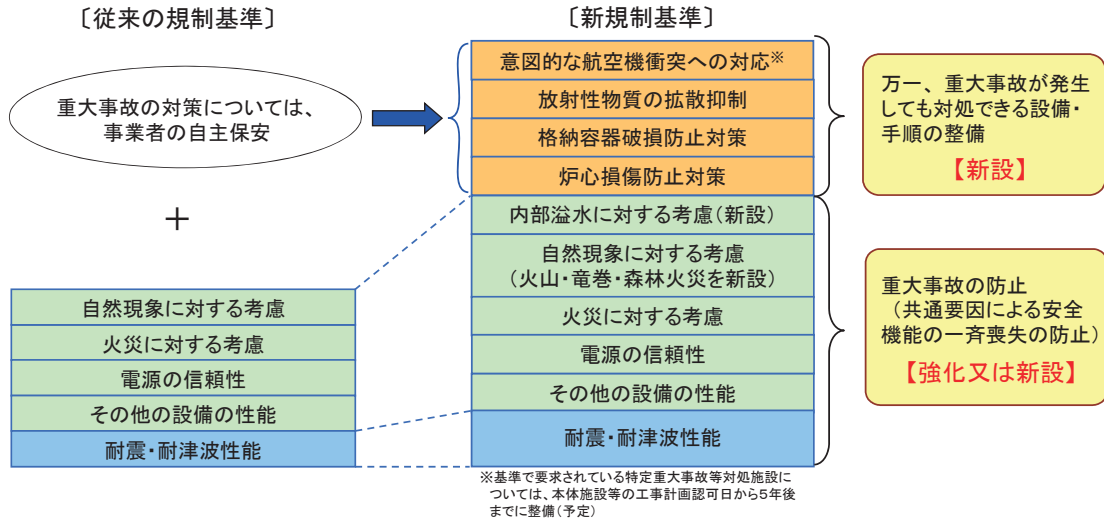 〔従来の規制基準〕
重大事故の対策については、
事業者の自主保安
+
自然現象に対する考慮
火災に対する考慮
電源の信頼性
その他の設備の性能
耐震・耐津波性能
〔新規制基準〕
意図的な航空機衝突への対応※
放射性物質の拡散抑制
格納容器破損防止対策
炉心損傷防止対策
内部溢水に対する考慮(新設)
自然現象に対する考慮
(火山・竜巻・森林火災を新設)
火災に対する考慮
電源の信頼性
その他の設備の性能
耐震・耐津波性能
※基準で要求されている特定重大事故等対処施設に
ついては、本体施設等の工事計画認可日から5年後
までに整備(予定)
万一、重大事故が発生
しても対処できる設備・
手順の整備
【新設】
重大事故の防止
(共通要因による安全
機能の一斉喪失の防止)
【強化又は新設】